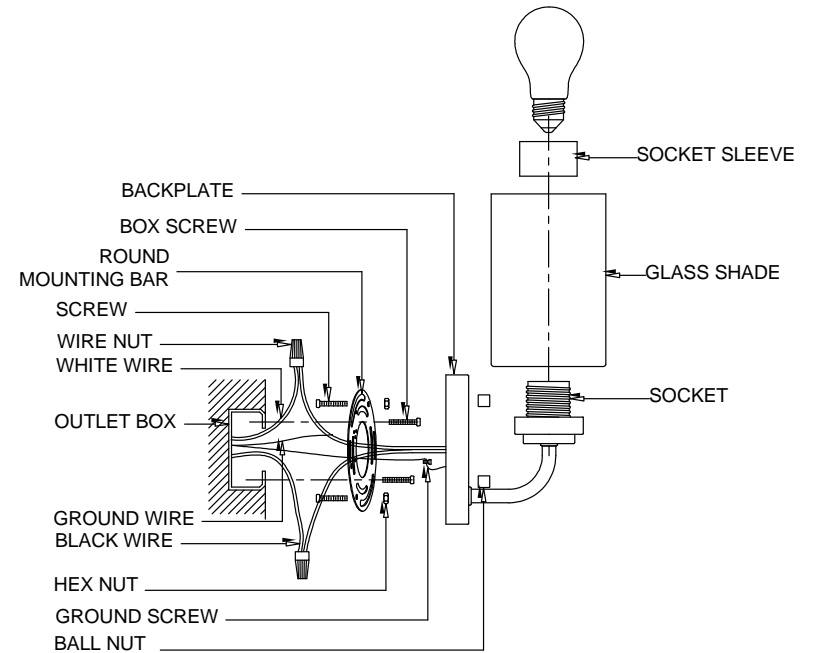 SOCKET SLEEVE
BACKPLATE
BOX SCREW
ROUND
MOUNTING BAR
GLASS SHADE
SCREW
WIRE NUT
WHITE WIRE
SOCKET
OUTLET BOX
GROUND WIRE
BLACK WIRE
HEX NUT
GROUND SCREW
BALL NUT